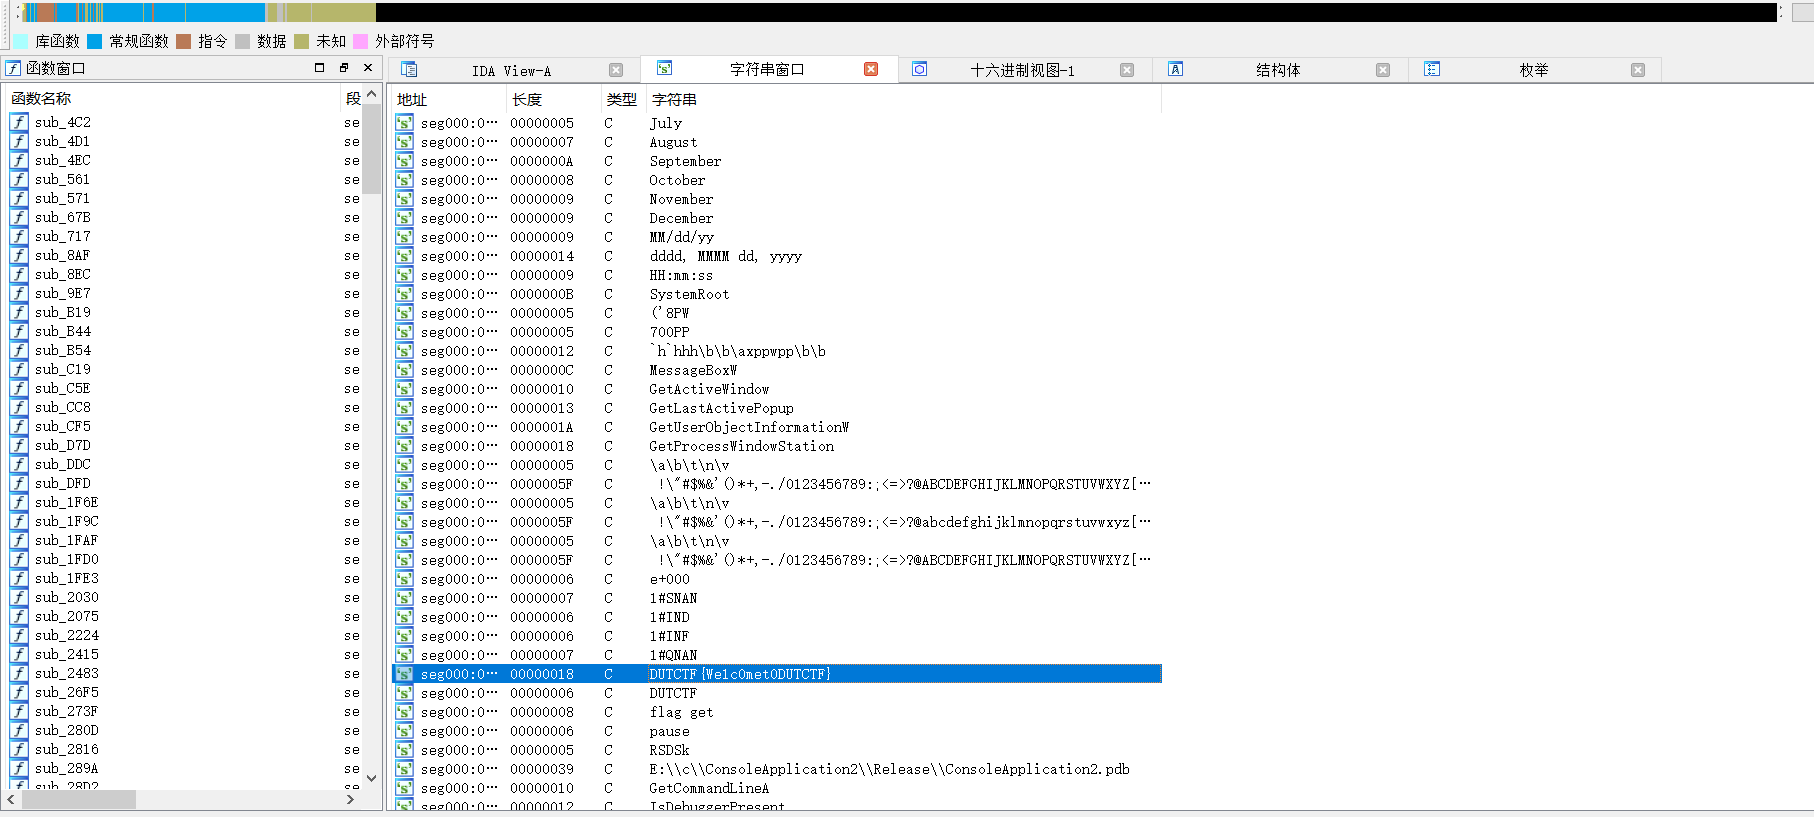 库函数 常规函数 指令 数据 未知 外部符号
函数窗口
函数名称 段
sub_4C2 se
sub_4D1 se
sub_4EC se
sub_561 se
sub_571 se
sub_67B se
sub_717 se
sub_8AF se
sub_8EC se
sub_9E7 se
sub_B19 se
sub_B44 se
sub_B54 se
sub_C19 se
sub_C5E se
sub_CC8 se
sub_CF5 se
sub_D7D se
sub_DDC se
sub_DFD se
sub_1F6E se
sub_1F9C se
sub_1FAF se
sub_1FD0 se
sub_1FE3 se
sub_2030 se
sub_2075 se
sub_2224 se
sub_2415 se
sub_2483 se
sub_26F5 se
sub_273F se
sub_280D se
sub_2816 se
sub_289A se
sub_28D2 se
IDA View-A 字符串窗口 十六进制视图-1 结构体 枚举
地址 长度 类型 字符串
seg000:0… 00000005 C July
seg000:0… 00000007 C August
seg000:0… 0000000A C September
seg000:0… 00000008 C October
seg000:0… 00000009 C November
seg000:0… 00000009 C December
seg000:0… 00000009 C MM/dd/yy
seg000:0… 00000014 C dddd, MMMM dd, yyyy
seg000:0… 00000009 C HH:mm:ss
seg000:0… 0000000B C SystemRoot
seg000:0… 00000005 C ('8PW
seg000:0… 00000005 C 700PP
seg000:0… 00000012 C `h`hhh\b\b\axppwpp\b\b
seg000:0… 0000000C C MessageBoxW
seg000:0… 00000010 C GetActiveWindow
seg000:0… 00000013 C GetLastActivePopup
seg000:0… 0000001A C GetUserObjectInformationW
seg000:0… 00000018 C GetProcessWindowStation
seg000:0… 00000005 C \a\b\t\n\v
seg000:0… 0000005F C !\"#$%&'()*+,-./0123456789:;<=>?@ABCDEFGHIJKLMNOPQRSTUVWXYZ[…
seg000:0… 00000005 C \a\b\t\n\v
seg000:0… 0000005F C !\"#$%&'()*+,-./0123456789:;<=>?@abcdefghijklmnopqrstuvwxyz[…
seg000:0… 00000005 C \a\b\t\n\v
seg000:0… 0000005F C !\"#$%&'()*+,-./0123456789:;<=>?@ABCDEFGHIJKLMNOPQRSTUVWXYZ[…
seg000:0… 00000006 C e+000
seg000:0… 00000007 C 1#SNAN
seg000:0… 00000006 C 1#IND
seg000:0… 00000006 C 1#INF
seg000:0… 00000007 C 1#QNAN
seg000:0… 00000018 C DUTCTF{We1c0met0DUTCTF}
seg000:0… 00000006 C DUTCTF
seg000:0… 00000008 C flag get
seg000:0… 00000006 C pause
seg000:0… 00000005 C RSDSk
seg000:0… 00000039 C E:\\c\\ConsoleApplication2\\Release\\ConsoleApplication2.pdb
seg000:0… 00000010 C GetCommandLineA
seg000:0… 00000012 C IsDebuggerPresent